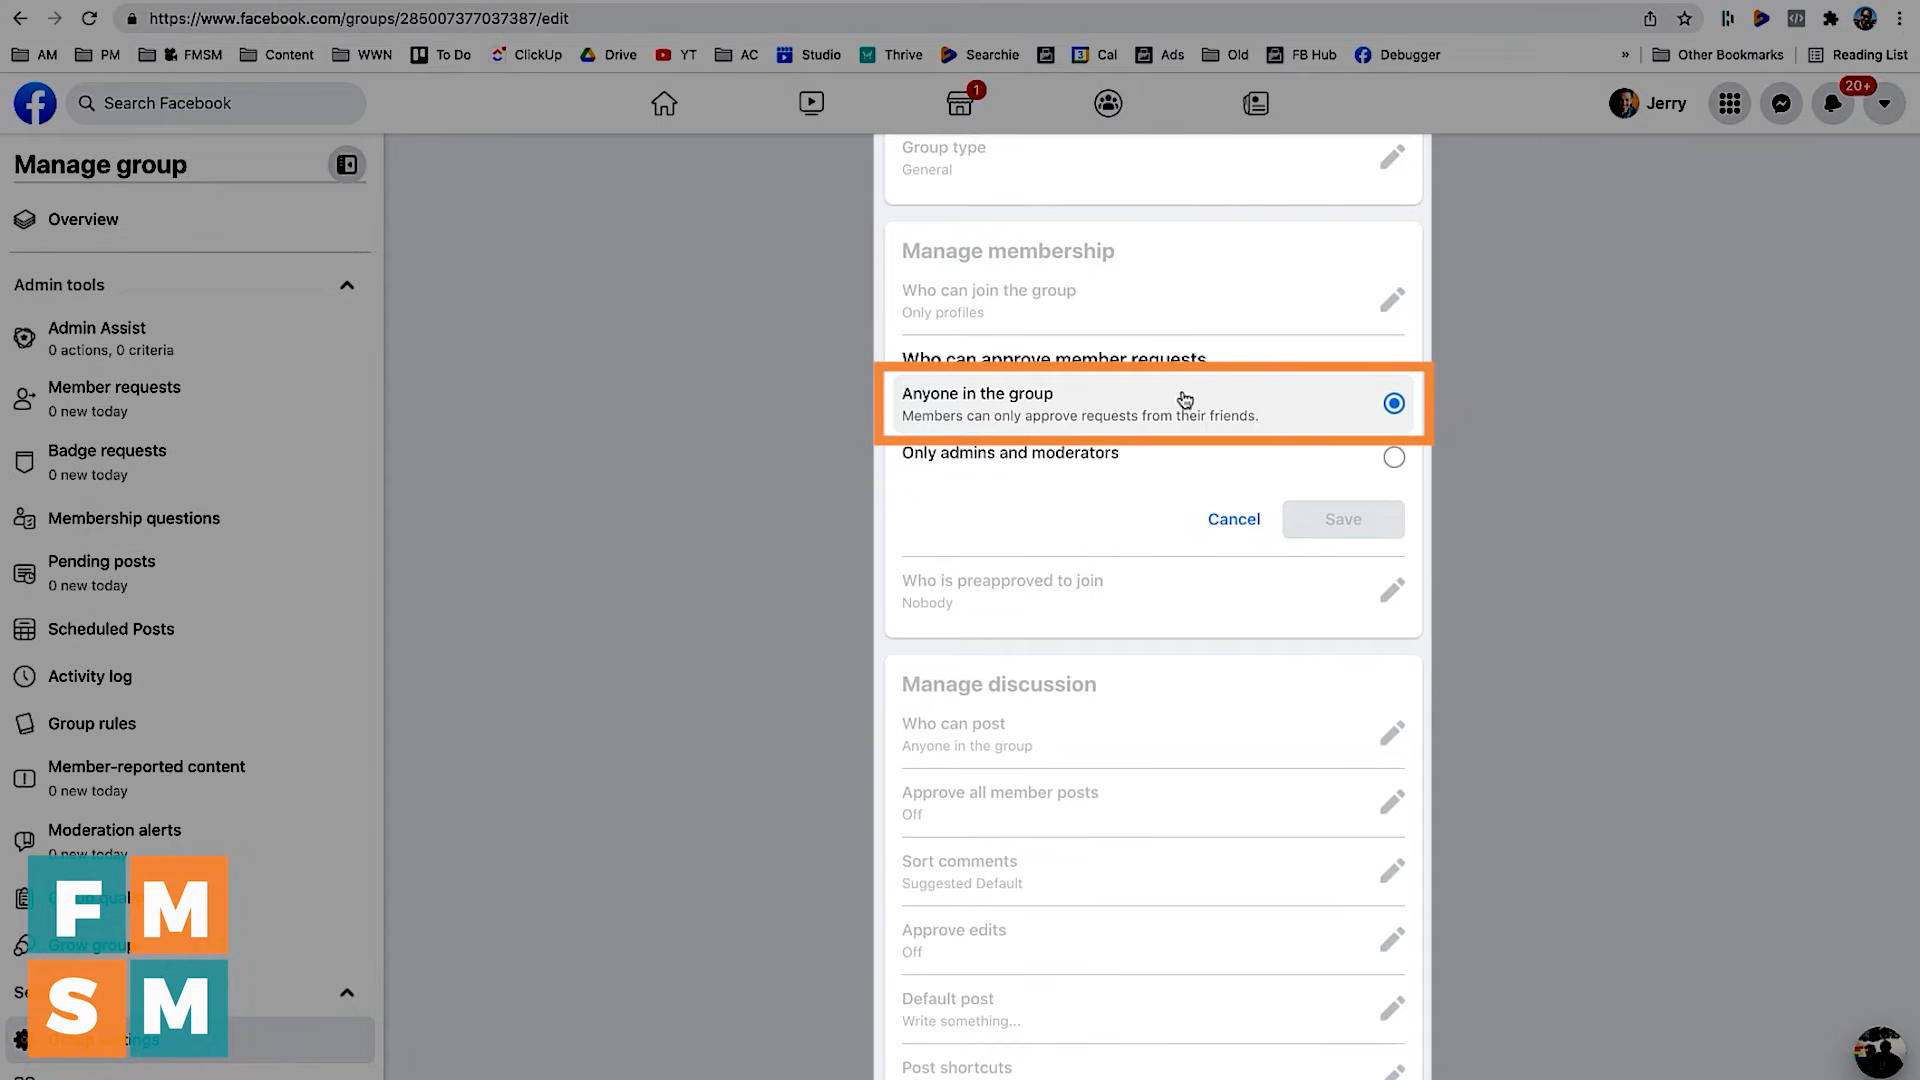 https://www.facebook.com/groups/285007377037387/edit
AM PM FMSM Content WWN To Do ClickUp Drive YT AC Studio Thrive Searchie 3 Cal Ads Old FB Hub Debugger » Other Bookmarks Reading List
Search Facebook
1
Jerry
20+
Manage group
Overview
Admin tools
Admin Assist
0 actions, 0 criteria
Member requests
0 new today
Badge requests
0 new today
Membership questions
Pending posts
0 new today
Scheduled Posts
Activity log
Group rules
Member-reported content
0 new today
Moderation alerts
0 new today
Grow group
F M
S M
Group type
General
Manage membership
Who can join the group
Only profiles
Who can approve member requests
Anyone in the group
Members can only approve requests from their friends.
Only admins and moderators
Cancel Save
Who is preapproved to join
Nobody
Manage discussion
Who can post
Anyone in the group
Approve all member posts
Off
Sort comments
Suggested Default
Approve edits
Off
Default post
Write something...
Post shortcuts